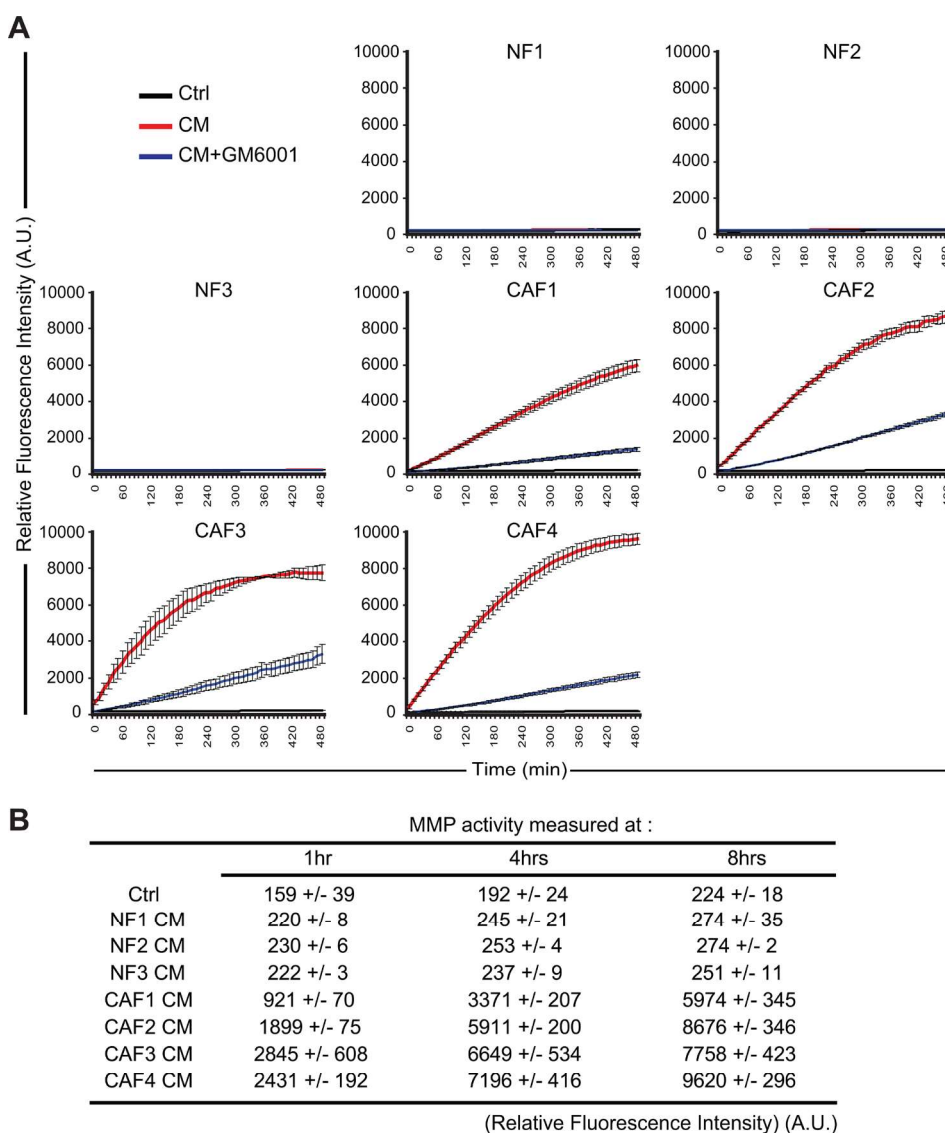 A
Ctrl
CM
CM+GM6001
Relative Fluorescence Intensity (A.U.)
NF1
10000
8000
6000
4000
2000
0
0 60 120 180 240 300 360 420 480
NF2
10000
8000
6000
4000
2000
0
0 60 120 180 240 300 360 420 480
NF3
10000
8000
6000
4000
2000
0
0 60 120 180 240 300 360 420 480
CAF1
10000
8000
6000
4000
2000
0
0 60 120 180 240 300 360 420 480
CAF2
10000
8000
6000
4000
2000
0
0 60 120 180 240 300 360 420 480
CAF3
10000
8000
6000
4000
2000
0
0 60 120 180 240 300 360 420 480
CAF4
10000
8000
6000
4000
2000
0
0 60 120 180 240 300 360 420 480
Time (min)
B
MMP activity measured at :
1hr 4hrs 8hrs
Ctrl 159 +/- 39 192 +/- 24 224 +/- 18
NF1 CM 220 +/- 8 245 +/- 21 274 +/- 35
NF2 CM 230 +/- 6 253 +/- 4 274 +/- 2
NF3 CM 222 +/- 3 237 +/- 9 251 +/- 11
CAF1 CM 921 +/- 70 3371 +/- 207 5974 +/- 345
CAF2 CM 1899 +/- 75 5911 +/- 200 8676 +/- 346
CAF3 CM 2845 +/- 608 6649 +/- 534 7758 +/- 423
CAF4 CM 2431 +/- 192 7196 +/- 416 9620 +/- 296
(Relative Fluorescence Intensity) (A.U.)